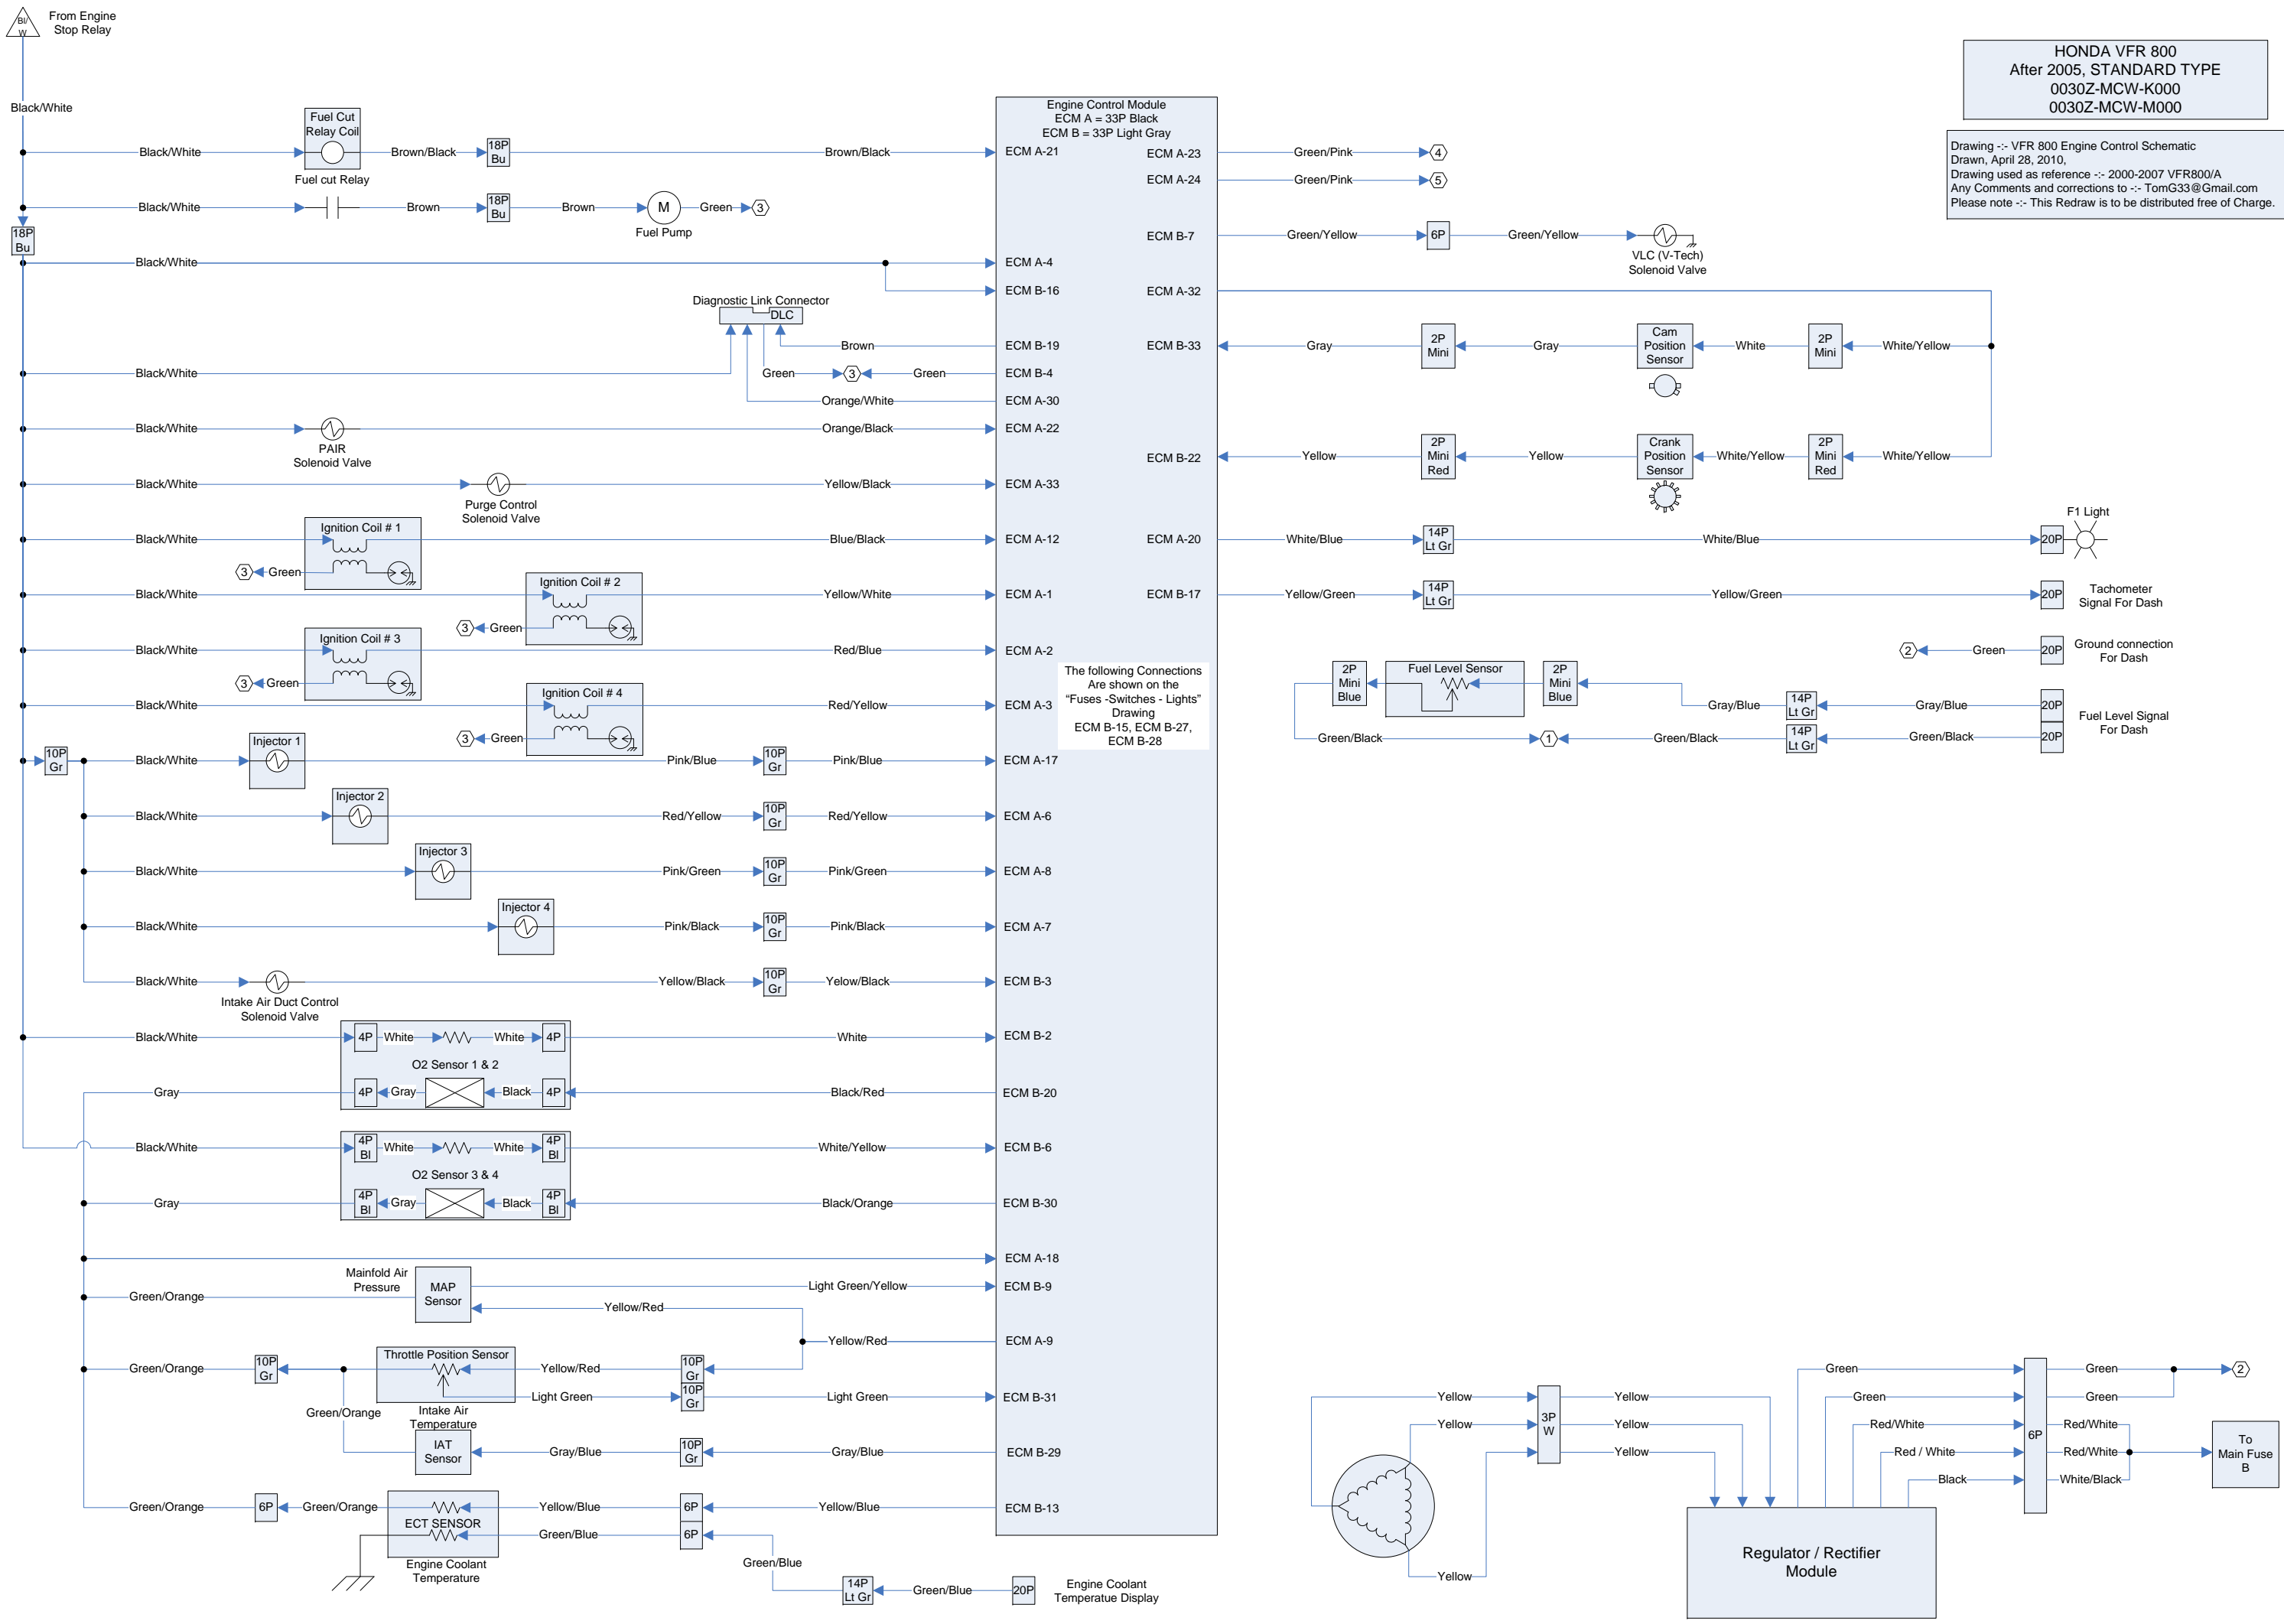 Bl/
W
From Engine
Stop Relay
HONDA VFR 800
After 2005, STANDARD TYPE
0030Z-MCW-K000
0030Z-MCW-M000
Drawing -:- VFR 800 Engine Control Schematic
Drawn, April 28, 2010,
Drawing used as reference -:- 2000-2007 VFR800/A
Any Comments and corrections to -:- TomG33@Gmail.com
Please note -:- This Redraw is to be distributed free of Charge.
Black/White
Engine Control Module
ECM A = 33P Black
ECM B = 33P Light Gray
Fuel Cut
Relay Coil
Black/White
Brown/Black
18P
Bu
Brown/Black
ECM A-21
ECM A-23
Green/Pink
4
Fuel cut Relay
ECM A-24
Green/Pink
5
Black/White
Brown
18P
Bu
Brown
M
Green
3
Fuel Pump
18P
Bu
ECM B-7
Green/Yellow
6P
Green/Yellow
VLC (V-Tech)
Solenoid Valve
Black/White
ECM A-4
ECM B-16
ECM A-32
Diagnostic Link Connector
DLC
Brown
ECM B-19
ECM B-33
Gray
2P
Mini
Gray
Cam
Position
Sensor
White
2P
Mini
White/Yellow
Black/White
Green
3
Green
ECM B-4
Orange/White
ECM A-30
Black/White
Orange/Black
ECM A-22
PAIR
Solenoid Valve
ECM B-22
Yellow
2P
Mini
Red
Yellow
Crank
Position
Sensor
White/Yellow
2P
Mini
Red
White/Yellow
Black/White
Yellow/Black
ECM A-33
Purge Control
Solenoid Valve
Ignition Coil # 1
Black/White
Blue/Black
ECM A-12
ECM A-20
White/Blue
14P
Lt Gr
White/Blue
20P
F1 Light
3
Green
Ignition Coil # 2
Black/White
Yellow/White
ECM A-1
ECM B-17
Yellow/Green
14P
Lt Gr
Yellow/Green
20P
Tachometer
Signal For Dash
3
Green
Ignition Coil # 3
Black/White
Red/Blue
ECM A-2
2
Green
20P
Ground connection
For Dash
3
Green
The following Connections
Are shown on the
“Fuses -Switches - Lights”
Drawing
ECM B-15, ECM B-27,
ECM B-28
2P
Mini
Blue
Fuel Level Sensor
2P
Mini
Blue
Ignition Coil # 4
Black/White
Red/Yellow
ECM A-3
Gray/Blue
14P
Lt Gr
Gray/Blue
20P
Fuel Level Signal
For Dash
3
Green
Green/Black
1
Green/Black
14P
Lt Gr
Green/Black
20P
10P
Gr
Black/White
Injector 1
Pink/Blue
10P
Gr
Pink/Blue
ECM A-17
Black/White
Injector 2
Red/Yellow
10P
Gr
Red/Yellow
ECM A-6
Black/White
Injector 3
Pink/Green
10P
Gr
Pink/Green
ECM A-8
Black/White
Injector 4
Pink/Black
10P
Gr
Pink/Black
ECM A-7
Black/White
Yellow/Black
10P
Gr
Yelow/Black
ECM B-3
Intake Air Duct Control
Solenoid Valve
Black/White
4P
White
White
4P
White
ECM B-2
O2 Sensor 1 & 2
Gray
4P
Gray
Black
4P
Black/Red
ECM B-20
Black/White
4P
Bl
White
White
4P
Bl
White/Yellow
ECM B-6
O2 Sensor 3 & 4
Gray
4P
Bl
Gray
Black
4P
Bl
Black/Orange
ECM B-30
ECM A-18
Mainfold Air
Pressure
MAP
Sensor
Light Green/Yellow
ECM B-9
Green/Orange
Yellow/Red
Yellow/Red
ECM A-9
Throttle Position Sensor
Green/Orange
10P
Gr
Yellow/Red
10P
Gr
Light Green
10P
Gr
Light Green
ECM B-31
Green/Orange
Intake Air
Temperature
IAT
Sensor
Gray/Blue
10P
Gr
Gray/Blue
ECM B-29
Green/Orange
6P
Green/Orange
ECT SENSOR
Yellow/Blue
6P
Yellow/Blue
ECM B-13
Green/Blue
6P
Engine Coolant
Temperature
Green/Blue
14P
Lt Gr
Green/Blue
20P
Engine Coolant
Temperatue Display
Yellow
Yellow
Yellow
Yellow
3P
W
Yellow
Yellow
Yellow
Green
Green
Red/White
Red / White
Black
6P
Green
Green
Red/White
Red/White
White/Black
2
To
Main Fuse
B
Regulator / Rectifier
Module